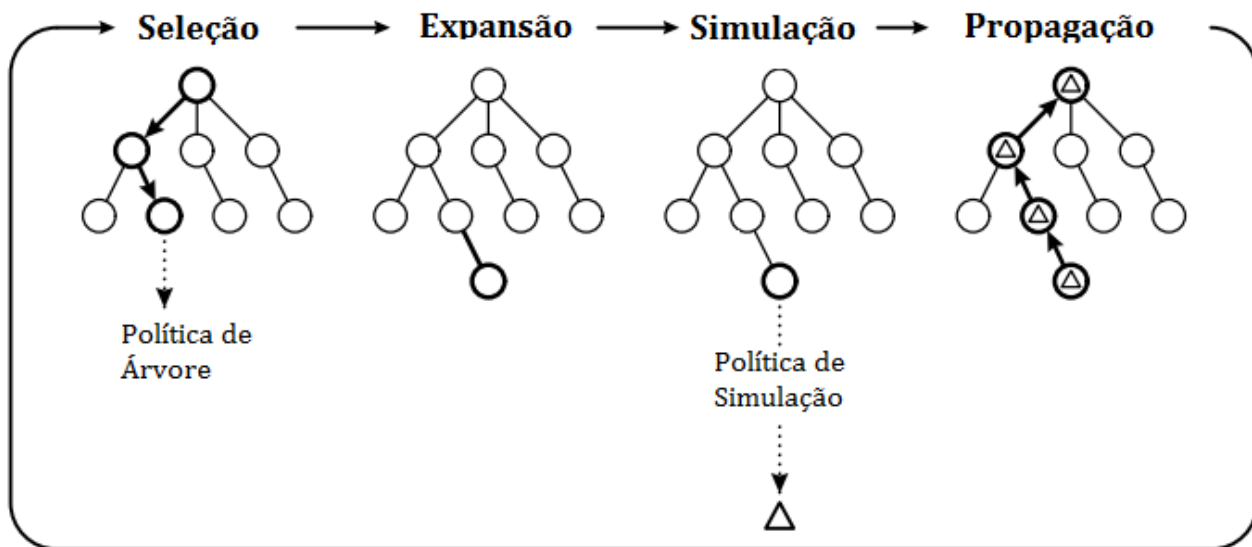 Seleção
Expansão
Simulação
Propagação
Política de
Árvore
Política de
Simulação